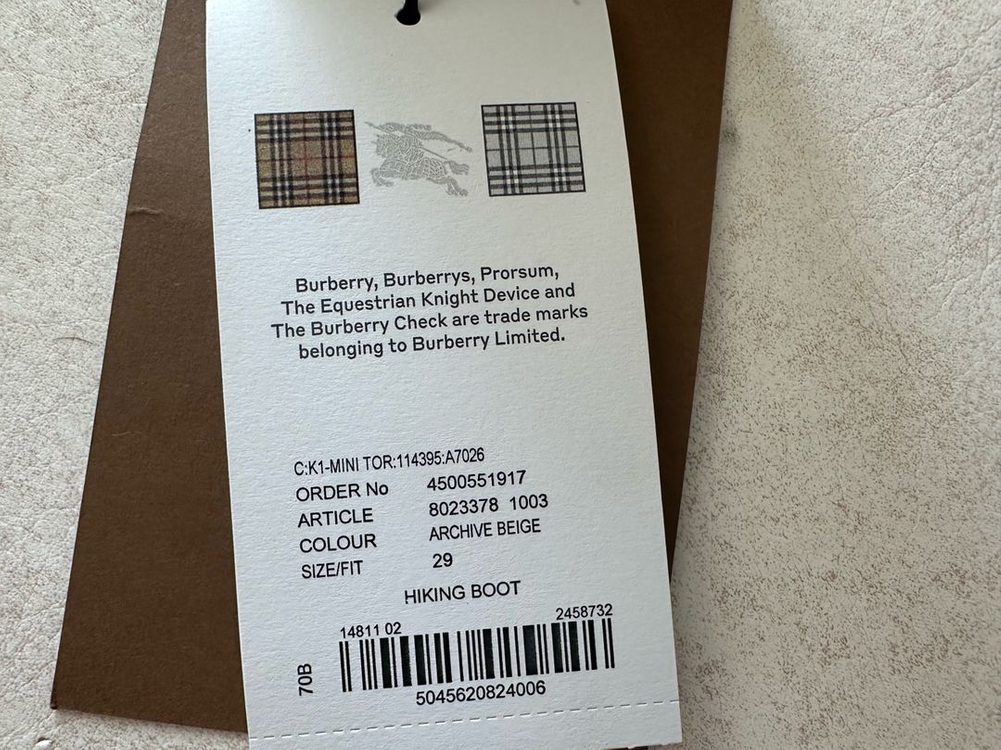 Burberry, Burberrys, Prorsum,
The Equestrian Knight Device and
The Burberry Check are trade marks
belonging to Burberry Limited.
C:K1-MINI TOR:114395:A7026
ORDER No 4500551917
ARTICLE 8023378 1003
COLOUR ARCHIVE BEIGE
SIZE/FIT 29
HIKING BOOT
14811 02 2458732
70B
5045620824006